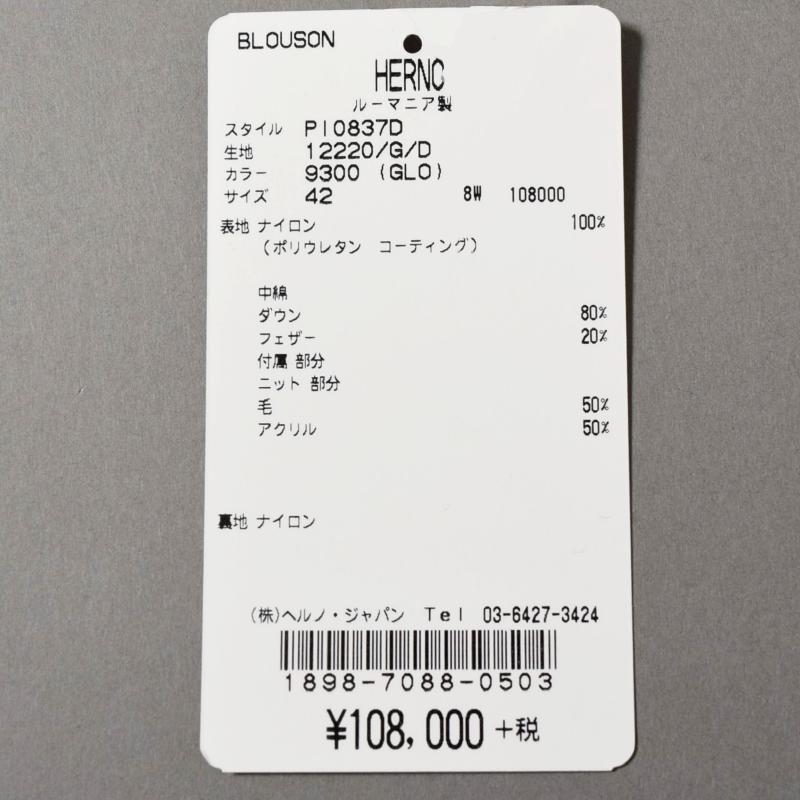 BLOUSON
HERNO
ルーマニア製
スタイル PI0837D
生地 12220/G/D
カラー 9300 (GLO)
サイズ 42 8W 108000
表地 ナイロン 100%
(ポリウレタン コーティング)
中綿
ダウン 80%
フェザー 20%
付属 部分
ニット 部分
毛 50%
アクリル 50%
裏地 ナイロン
(株)ヘルノ・ジャパン Tel 03-6427-3424
1898-7088-0503
¥108,000 +税